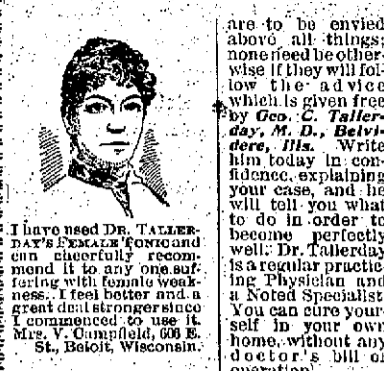 I have used DR. TALLER-
DAY'S FEMALE TONIC and
can cheerfully recom-
mend it to any one suf-
fering with female weak-
ness. I feel better and a
great deal stronger since
I commenced to use it.
Mrs. V. Campfield, 606 E.
St., Beloit, Wisconsin.
are to be envied
above all things;
none need be other-
wise if they will fol-
low the advice
which is given free
by Geo. C. Taller-
day, M. D., Belvi-
dere, Ills. Write
him today in con-
fidence, explaining
your case, and he
will tell you what
to do in order to
become perfectly
well. Dr. Tallerday
is a regular practic-
ing Physician and
a Noted Specialist.
You can cure your-
self in your own
home, without any
doctor's bill or
operation